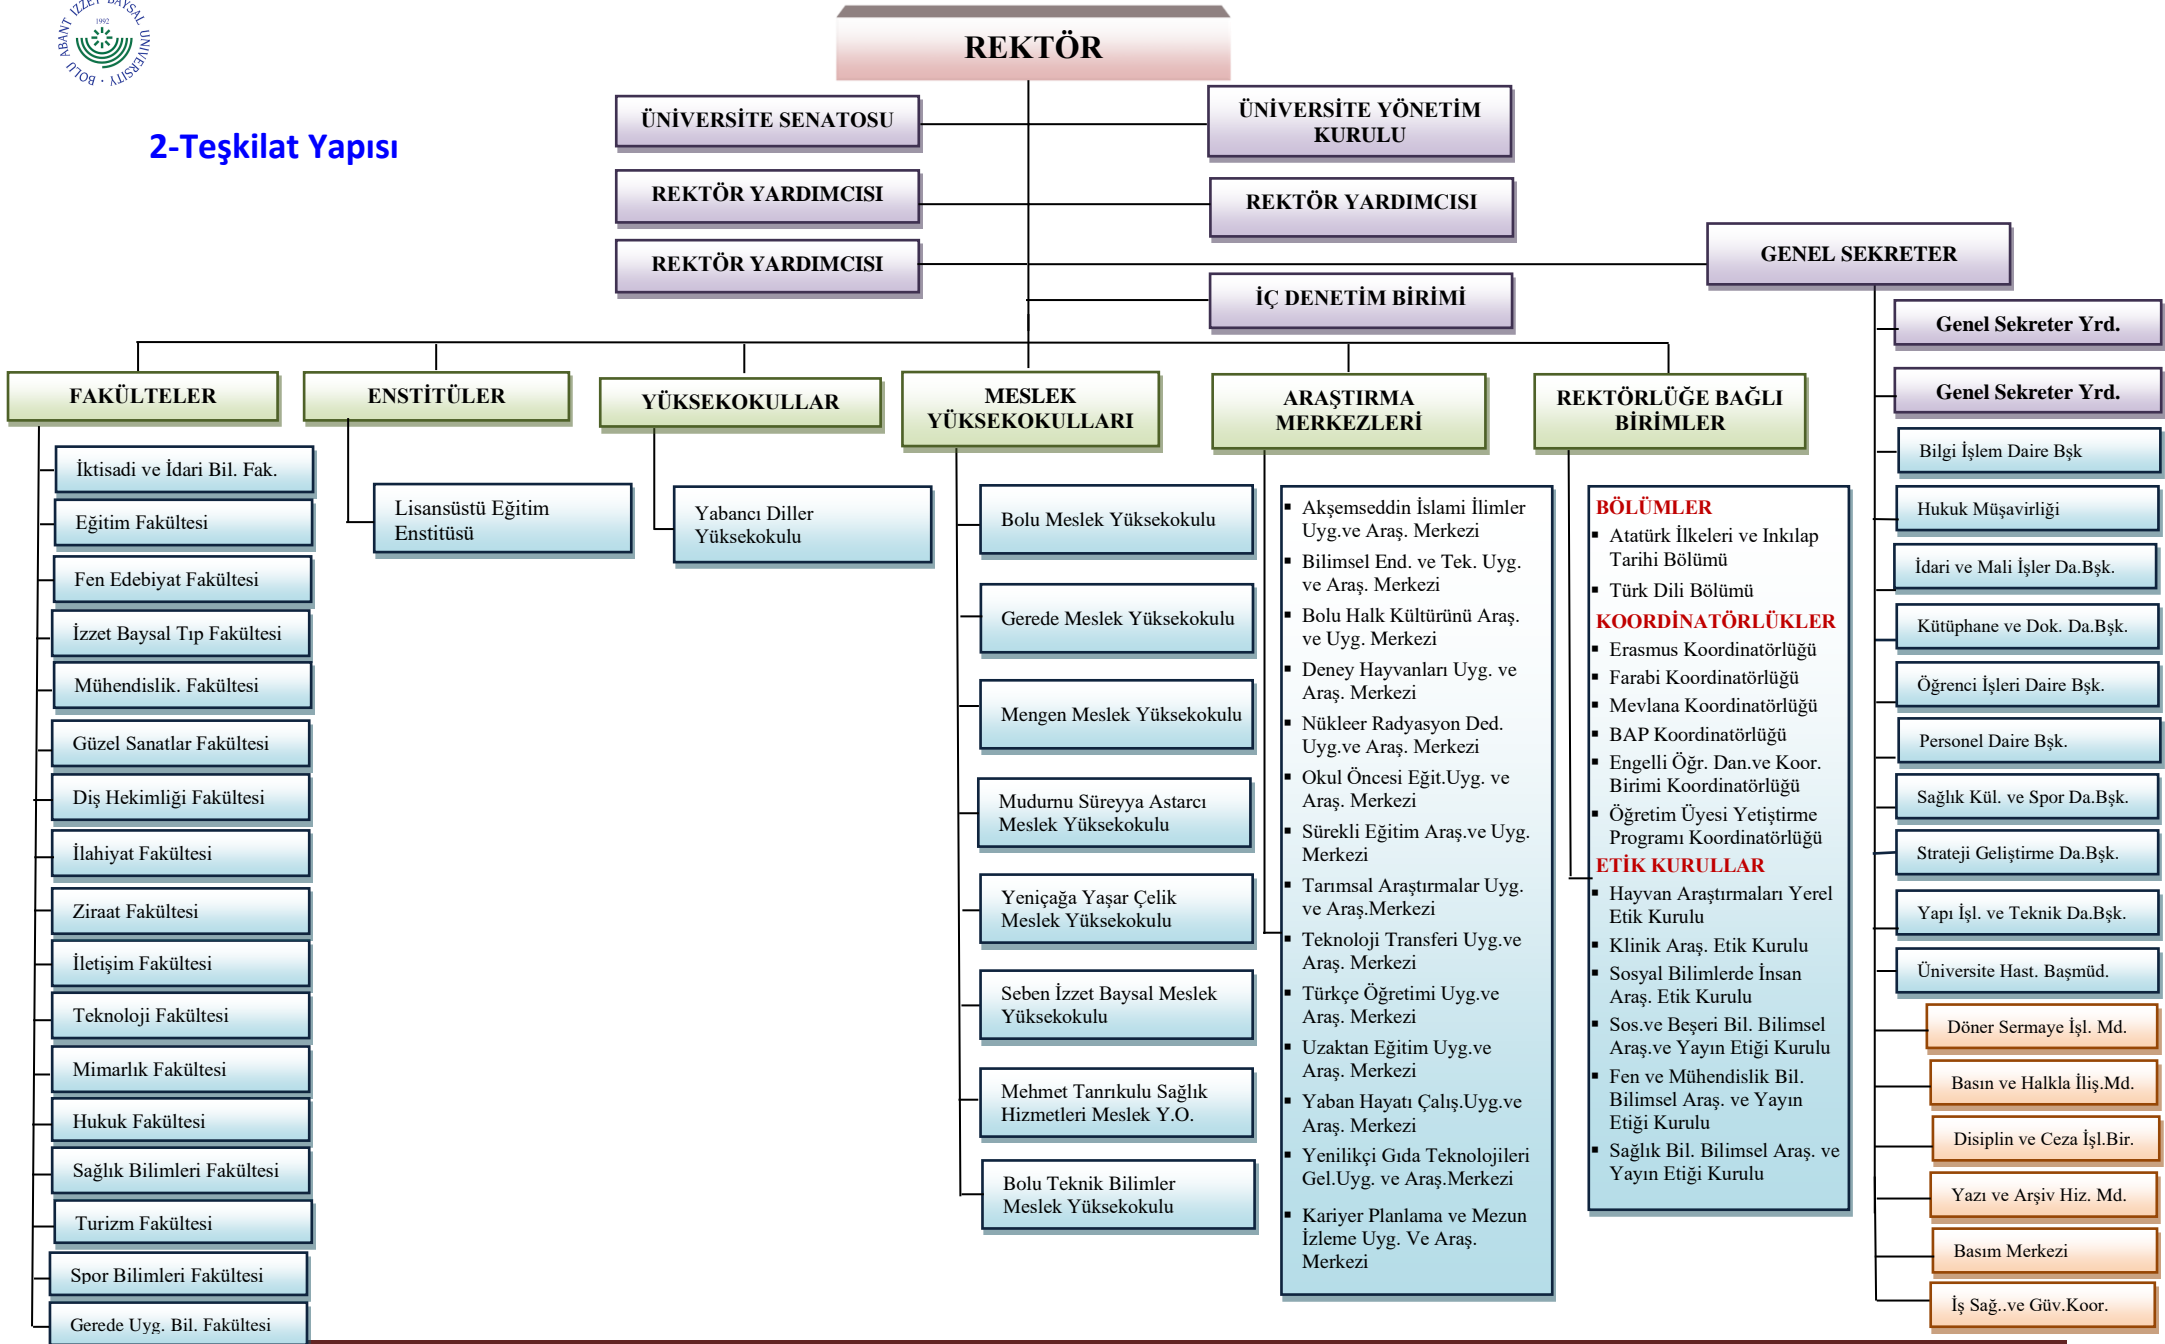 ABANT İZZET BAYSAL UNIVERSITY · BOLU ·
1992
2-Teşkilat Yapısı
REKTÖR
ÜNİVERSİTE SENATOSU
ÜNİVERSİTE YÖNETİM
KURULU
REKTÖR YARDIMCISI
REKTÖR YARDIMCISI
REKTÖR YARDIMCISI
GENEL SEKRETER
İÇ DENETİM BİRİMİ
FAKÜLTELER
İktisadi ve İdari Bil. Fak.
Eğitim Fakültesi
Fen Edebiyat Fakültesi
İzzet Baysal Tıp Fakültesi
Mühendislik. Fakültesi
Güzel Sanatlar Fakültesi
Diş Hekimliği Fakültesi
İlahiyat Fakültesi
Ziraat Fakültesi
İletişim Fakültesi
Teknoloji Fakültesi
Mimarlık Fakültesi
Hukuk Fakültesi
Sağlık Bilimleri Fakültesi
Turizm Fakültesi
Spor Bilimleri Fakültesi
Gerede Uyg. Bil. Fakültesi
ENSTİTÜLER
Lisansüstü Eğitim
Enstitüsü
YÜKSEKOKULLAR
Yabancı Diller
Yüksekokulu
MESLEK
YÜKSEKOKULLARI
Bolu Meslek Yüksekokulu
Gerede Meslek Yüksekokulu
Mengen Meslek Yüksekokulu
Mudurnu Süreyya Astarcı
Meslek Yüksekokulu
Yeniçağa Yaşar Çelik
Meslek Yüksekokulu
Seben İzzet Baysal Meslek
Yüksekokulu
Mehmet Tanrıkulu Sağlık
Hizmetleri Meslek Y.O.
Bolu Teknik Bilimler
Meslek Yüksekokulu
ARAŞTIRMA
MERKEZLERİ
▪ Akşemseddin İslami İlimler
Uyg.ve Araş. Merkezi
▪ Bilimsel End. ve Tek. Uyg.
ve Araş. Merkezi
▪ Bolu Halk Kültürünü Araş.
ve Uyg. Merkezi
▪ Deney Hayvanları Uyg. ve
Araş. Merkezi
▪ Nükleer Radyasyon Ded.
Uyg.ve Araş. Merkezi
▪ Okul Öncesi Eğit.Uyg. ve
Araş. Merkezi
▪ Sürekli Eğitim Araş.ve Uyg.
Merkezi
▪ Tarımsal Araştırmalar Uyg.
ve Araş.Merkezi
▪ Teknoloji Transferi Uyg.ve
Araş. Merkezi
▪ Türkçe Öğretimi Uyg.ve
Araş. Merkezi
▪ Uzaktan Eğitim Uyg.ve
Araş. Merkezi
▪ Yaban Hayatı Çalış.Uyg.ve
Araş. Merkezi
▪ Yenilikçi Gıda Teknolojileri
Gel.Uyg. ve Araş.Merkezi
▪ Kariyer Planlama ve Mezun
İzleme Uyg. Ve Araş.
Merkezi
REKTÖRLÜĞE BAĞLI
BİRİMLER
BÖLÜMLER
▪ Atatürk İlkeleri ve Inkılap
Tarihi Bölümü
▪ Türk Dili Bölümü
KOORDİNATÖRLÜKLER
▪ Erasmus Koordinatörlüğü
▪ Farabi Koordinatörlüğü
▪ Mevlana Koordinatörlüğü
▪ BAP Koordinatörlüğü
▪ Engelli Öğr. Dan.ve Koor.
Birimi Koordinatörlüğü
▪ Öğretim Üyesi Yetiştirme
Programı Koordinatörlüğü
ETİK KURULLAR
▪ Hayvan Araştırmaları Yerel
Etik Kurulu
▪ Klinik Araş. Etik Kurulu
▪ Sosyal Bilimlerde İnsan
Araş. Etik Kurulu
▪ Sos.ve Beşeri Bil. Bilimsel
Araş.ve Yayın Etiği Kurulu
▪ Fen ve Mühendislik Bil.
Bilimsel Araş. ve Yayın
Etiği Kurulu
▪ Sağlık Bil. Bilimsel Araş. ve
Yayın Etiği Kurulu
Genel Sekreter Yrd.
Genel Sekreter Yrd.
Bilgi İşlem Daire Bşk
Hukuk Müşavirliği
İdari ve Mali İşler Da.Bşk.
Kütüphane ve Dok. Da.Bşk.
Öğrenci İşleri Daire Bşk.
Personel Daire Bşk.
Sağlık Kül. ve Spor Da.Bşk.
Strateji Geliştirme Da.Bşk.
Yapı İşl. ve Teknik Da.Bşk.
Üniversite Hast. Başmüd.
Döner Sermaye İşl. Md.
Basın ve Halkla İliş.Md.
Disiplin ve Ceza İşl.Bir.
Yazı ve Arşiv Hiz. Md.
Basım Merkezi
İş Sağ..ve Güv.Koor.